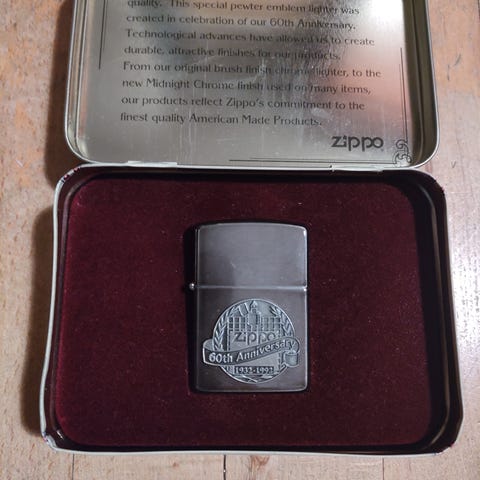 quality. This special pewter emblem lighter was
created in celebration of our 60th Anniversary.
Technological advances have allowed us to create
durable, attractive finishes for our products.
From our original brush finish chrome lighter, to the
new Midnight Chrome finish used on many items,
our products reflect Zippo's commitment to the
finest quality American Made Products.
zippo
Zippo
60th Anniversary
1932-1992